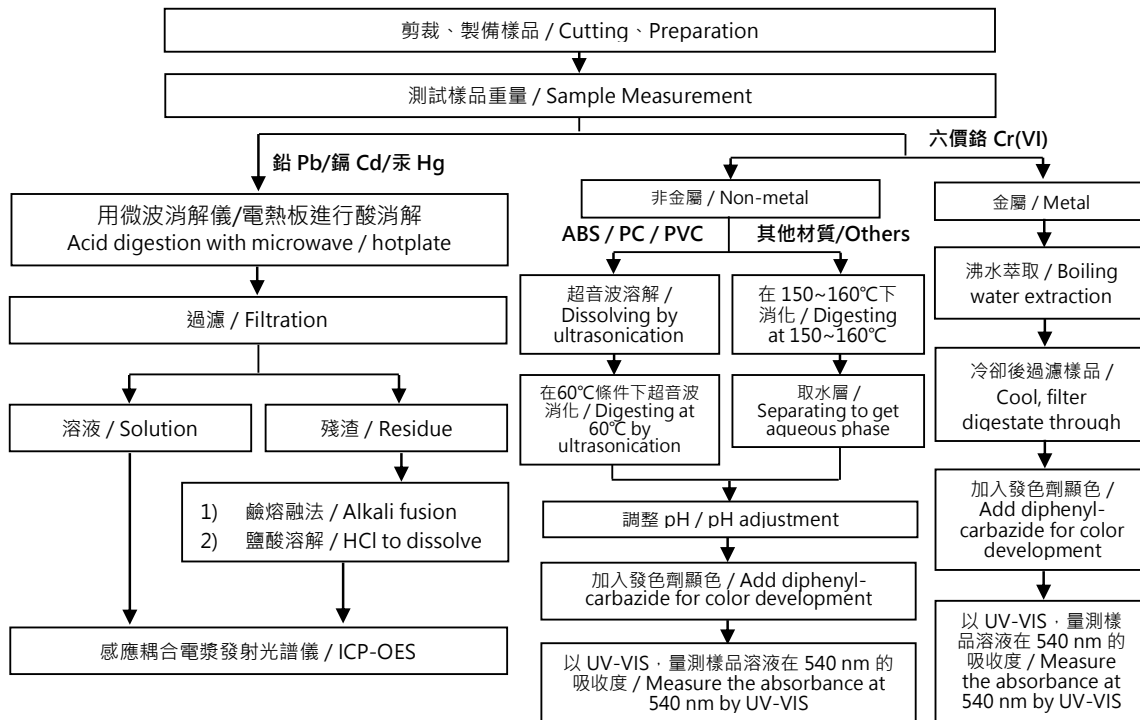 剪裁、製備樣品 / Cutting、Preparation
測試樣品重量 / Sample Measurement
鉛 Pb/鎘 Cd/汞 Hg
六價鉻 Cr(VI)
用微波消解儀/電熱板進行酸消解
Acid digestion with microwave / hotplate
過濾 / Filtration
溶液 / Solution
殘渣 / Residue
1) 鹼熔融法 / Alkali fusion
2) 鹽酸溶解 / HCl to dissolve
感應耦合電漿發射光譜儀 / ICP-OES
非金屬 / Non-metal
ABS / PC / PVC
其他材質/Others
超音波溶解 /
Dissolving by
ultrasonication
在 150~160℃下
消化 / Digesting
at 150~160℃
在60℃條件下超音波
消化 / Digesting at
60℃ by
ultrasonication
取水層 /
Separating to get
aqueous phase
調整 pH / pH adjustment
加入發色劑顯色 / Add diphenyl-
carbazide for color development
以 UV-VIS，量測樣品溶液在 540 nm 的
吸收度 / Measure the absorbance at
540 nm by UV-VIS
金屬 / Metal
沸水萃取 / Boiling
water extraction
冷卻後過濾樣品 /
Cool, filter
digestate through
加入發色劑顯色 /
Add diphenyl-
carbazide for color
development
以 UV-VIS，量測樣
品溶液在 540 nm 的
吸收度 / Measure
the absorbance at
540 nm by UV-VIS